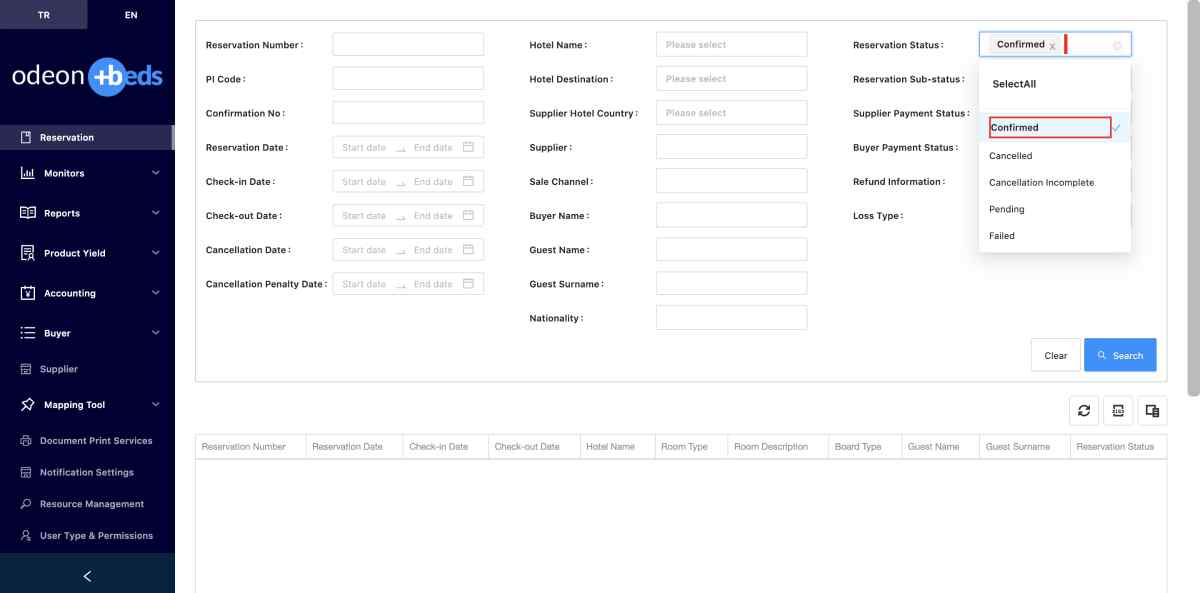 TR
EN
odeon +beds
Reservation
Monitors
Reports
Product Yield
Accounting
Buyer
Supplier
Mapping Tool
Document Print Services
Notification Settings
Resource Management
User Type & Permissions
Reservation Number :
PI Code :
Confirmation No :
Reservation Date : Start date End date
Check-in Date : Start date End date
Check-out Date : Start date End date
Cancellation Date : Start date End date
Cancellation Penalty Date : Start date End date
Hotel Name : Please select
Hotel Destination : Please select
Supplier Hotel Country : Please select
Supplier :
Sale Channel :
Buyer Name :
Guest Name :
Guest Surname :
Nationality :
Reservation Status : Confirmed x
Reservation Sub-status :
Supplier Payment Status :
Buyer Payment Status :
Refund Information :
Loss Type :
SelectAll
Confirmed
Cancelled
Cancellation Incomplete
Pending
Failed
Clear
Search
Reservation Number Reservation Date Check-in Date Check-out Date Hotel Name Room Type Room Description Board Type Guest Name Guest Surname Reservation Status